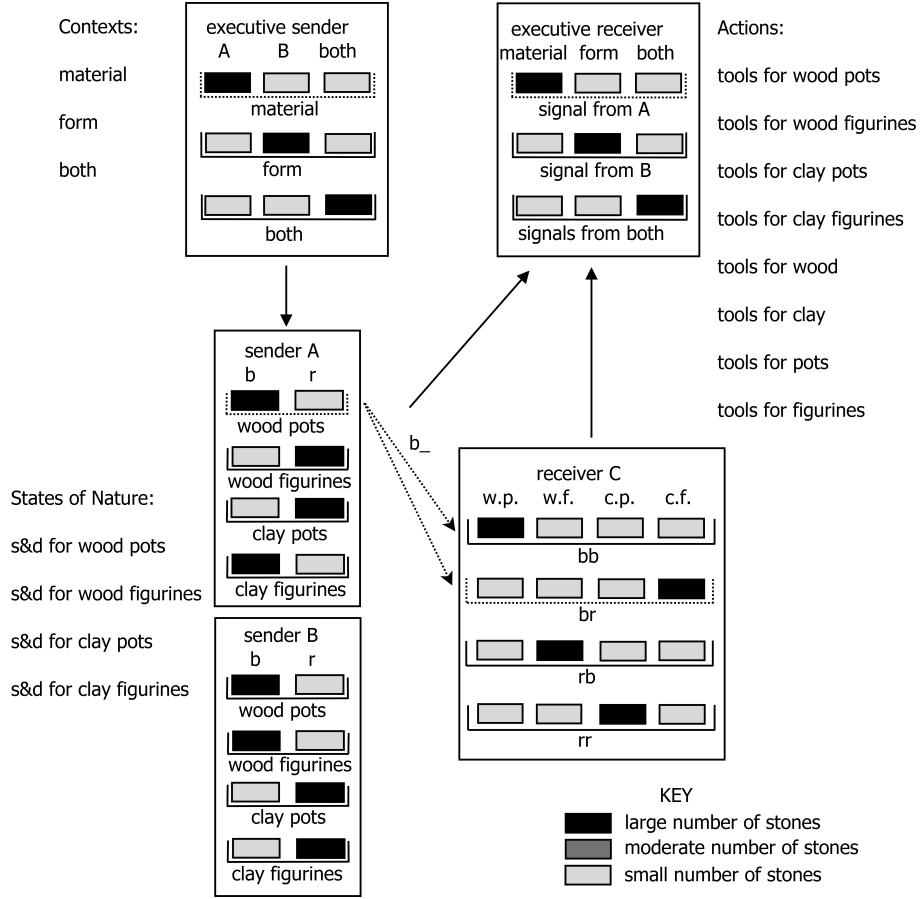 Contexts:
material
form
both
executive sender
A B both
material
form
both
executive receiver
material form both
signal from A
signal from B
signals from both
Actions:
tools for wood pots
tools for wood figurines
tools for clay pots
tools for clay figurines
tools for wood
tools for clay
tools for pots
tools for figurines
sender A
b r
wood pots
wood figurines
clay pots
clay figurines
b_
States of Nature:
s&d for wood pots
s&d for wood figurines
s&d for clay pots
s&d for clay figurines
sender B
b r
wood pots
wood figurines
clay pots
clay figurines
receiver C
w.p. w.f. c.p. c.f.
bb
br
rb
rr
KEY
large number of stones
moderate number of stones
small number of stones